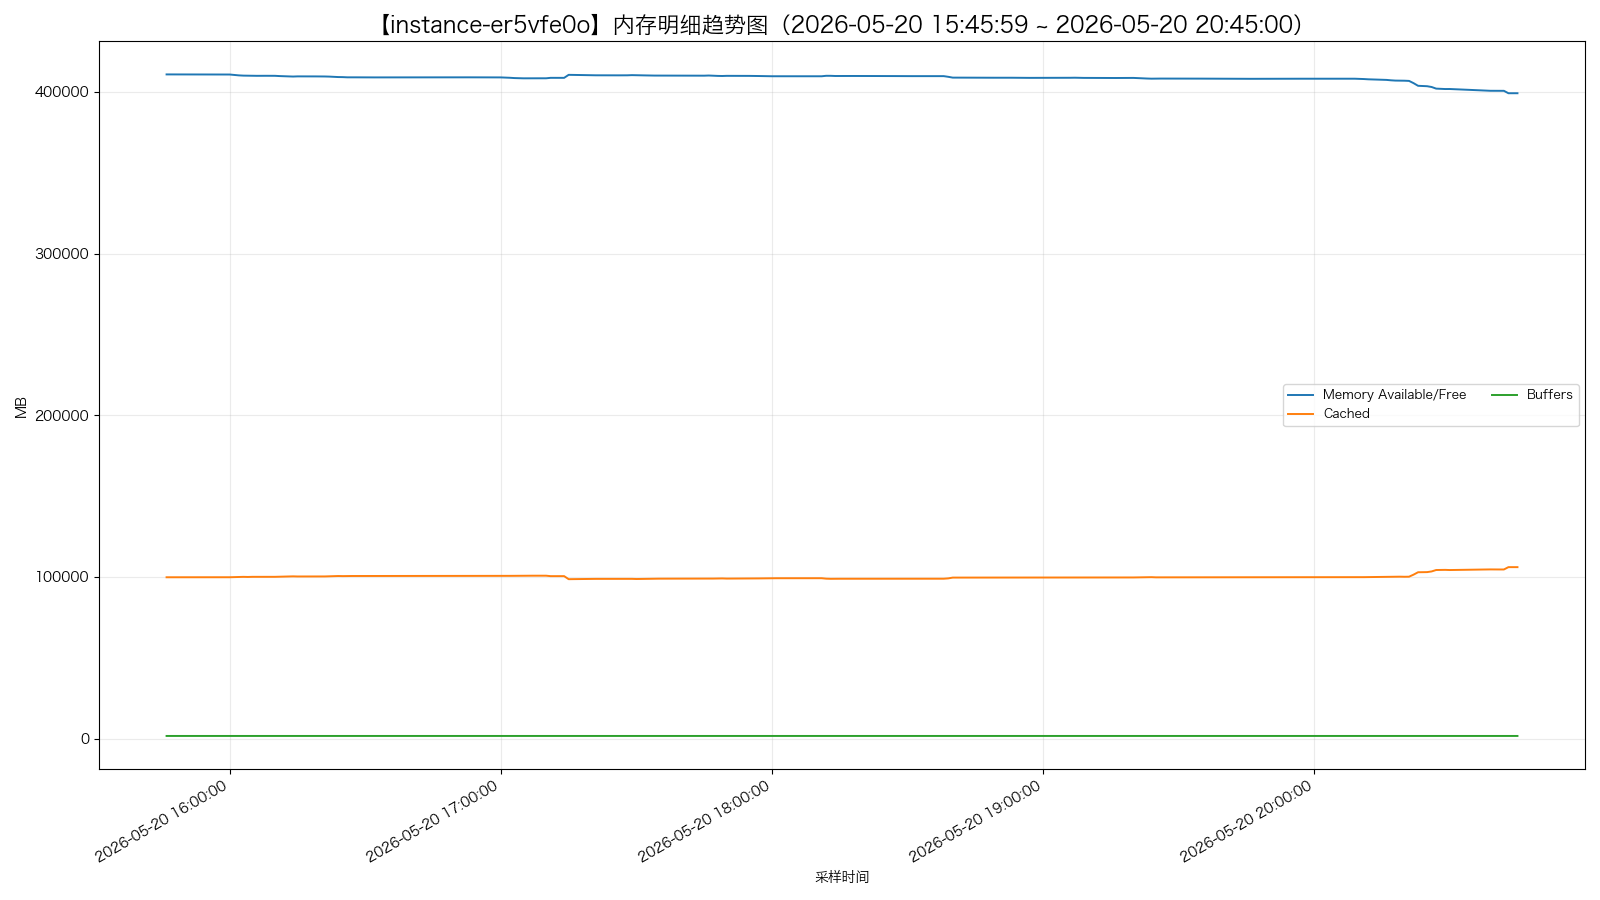 【instance-er5vfe0o】内存明细趋势图（2026-05-20 15:45:59 ~ 2026-05-20 20:45:00）
400000
300000
200000
100000
0
MB
Memory Available/Free
Cached
Buffers
2026-05-20 16:00:00
2026-05-20 17:00:00
2026-05-20 18:00:00
2026-05-20 19:00:00
2026-05-20 20:00:00
采样时间